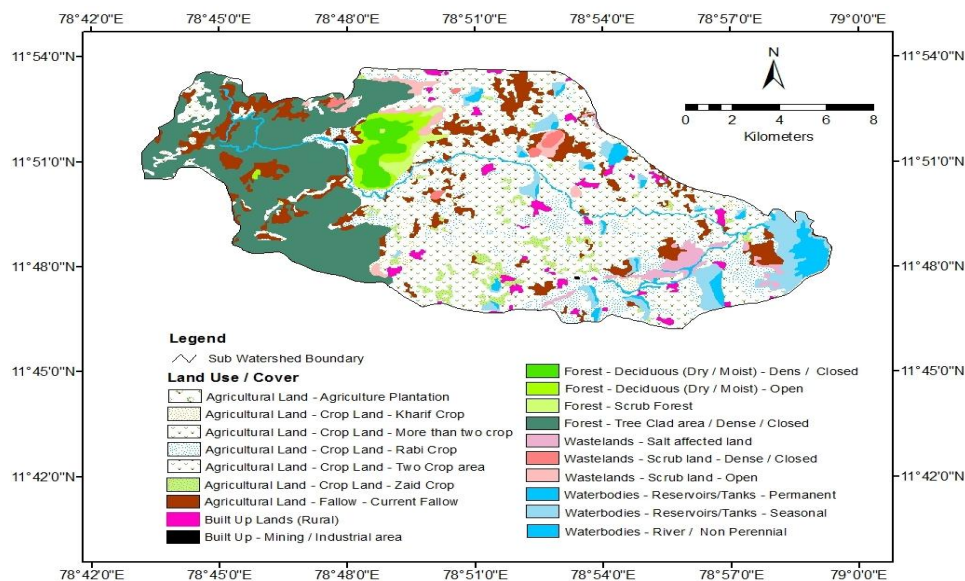 78°42'0"E 78°45'0"E 78°48'0"E 78°51'0"E 78°54'0"E 78°57'0"E 79°0'0"E
11°54'0"N 11°54'0"N
N
0 2 4 6 8
Kilometers
11°51'0"N 11°51'0"N
11°48'0"N 11°48'0"N
Legend
Sub Watershed Boundary
Land Use / Cover
Agricultural Land - Agriculture Plantation
Agricultural Land - Crop Land - Kharif Crop
Agricultural Land - Crop Land - More than two crop
Agricultural Land - Crop Land - Rabi Crop
Agricultural Land - Crop Land - Two Crop area
Agricultural Land - Crop Land - Zaid Crop
Agricultural Land - Fallow - Current Fallow
Built Up Lands (Rural)
Built Up - Mining / Industrial area
Forest - Deciduous (Dry / Moist) - Dens / Closed
Forest - Deciduous (Dry / Moist) - Open
Forest - Scrub Forest
Forest - Tree Clad area / Dense / Closed
Wastelands - Salt affected land
Wastelands - Scrub land - Dense / Closed
Wastelands - Scrub land - Open
Waterbodies - Reservoirs/Tanks - Permanent
Waterbodies - Reservoirs/Tanks - Seasonal
Waterbodies - River / Non Perennial
11°45'0"N 11°45'0"N
11°42'0"N 11°42'0"N
78°42'0"E 78°45'0"E 78°48'0"E 78°51'0"E 78°54'0"E 78°57'0"E 79°0'0"E